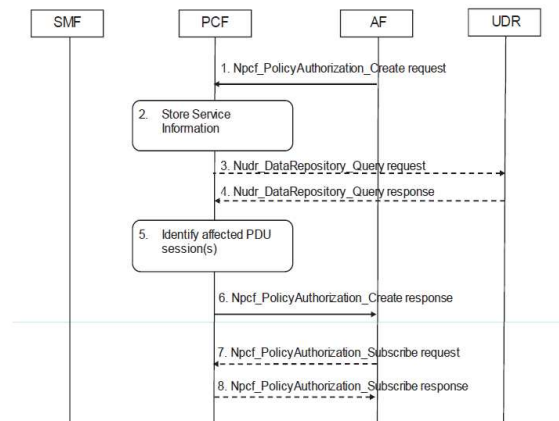 SMF PCF AF UDR
1. Npcf_PolicyAuthorization_Create request
2. Store Service
Information
3. Nudr_DataRepository_Query request
4. Nudr_DataRepository_Query response
5. Identify affected PDU
session(s)
6. Npcf_PolicyAuthorization_Create response
7. Npcf_PolicyAuthorization_Subscribe request
8. Npcf_PolicyAuthorization_Subscribe response